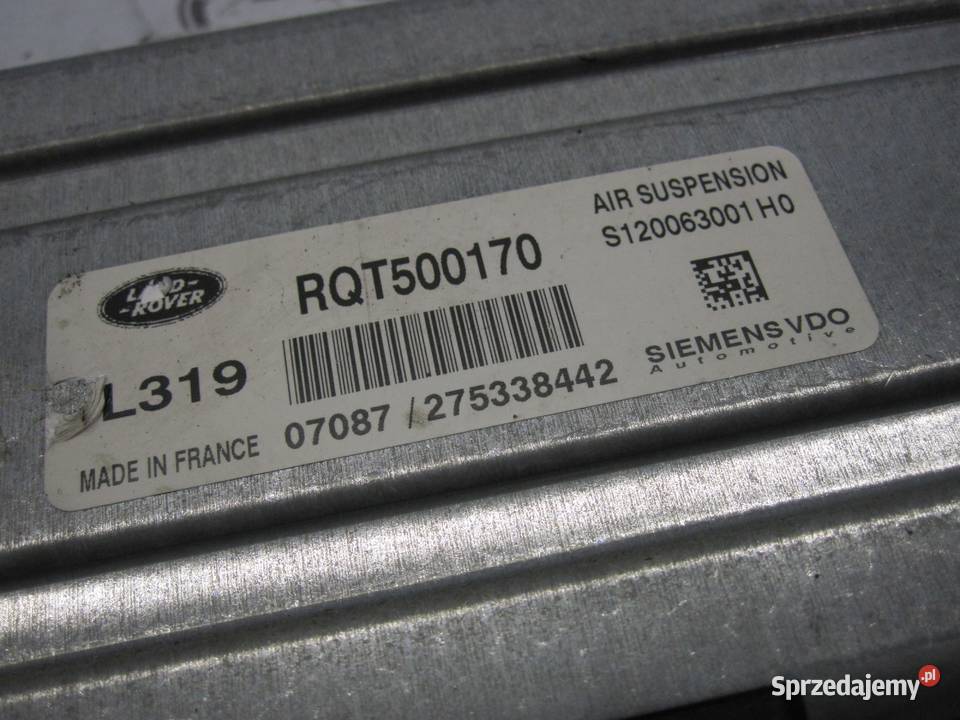 AIR SUSPENSION
S120063001 H0
RQT500170
LAND-
-ROVER
SIEMENS VDO
Automotive
L319
07087 / 275338442
MADE IN FRANCE
Sprzedajemy.pl